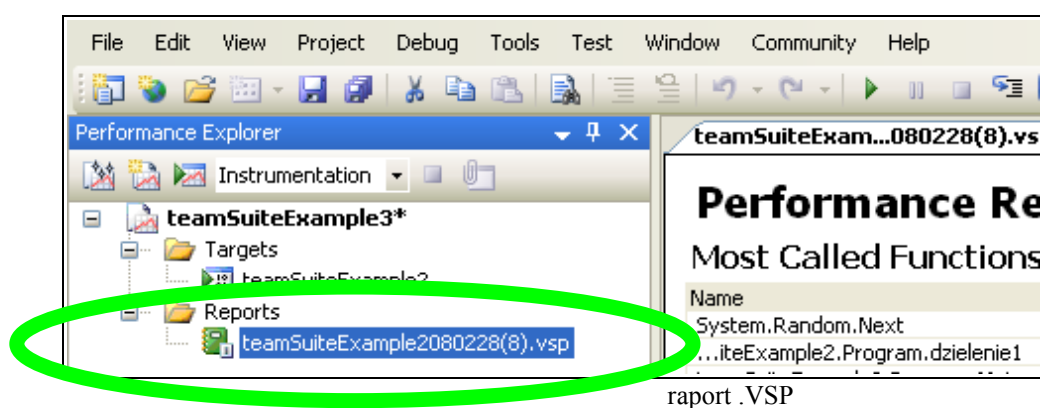 File Edit View Project Debug Tools Test Window Community Help
Performance Explorer
teamSuiteExam...080228(8).vs
Instrumentation
Performance Re
teamSuiteExample3*
Targets
Most Called Functions
teamSuiteExample2
Name
Reports
System.Random.Next
teamSuiteExample2080228(8).vsp
...iteExample2.Program.dzielenie1
raport .VSP